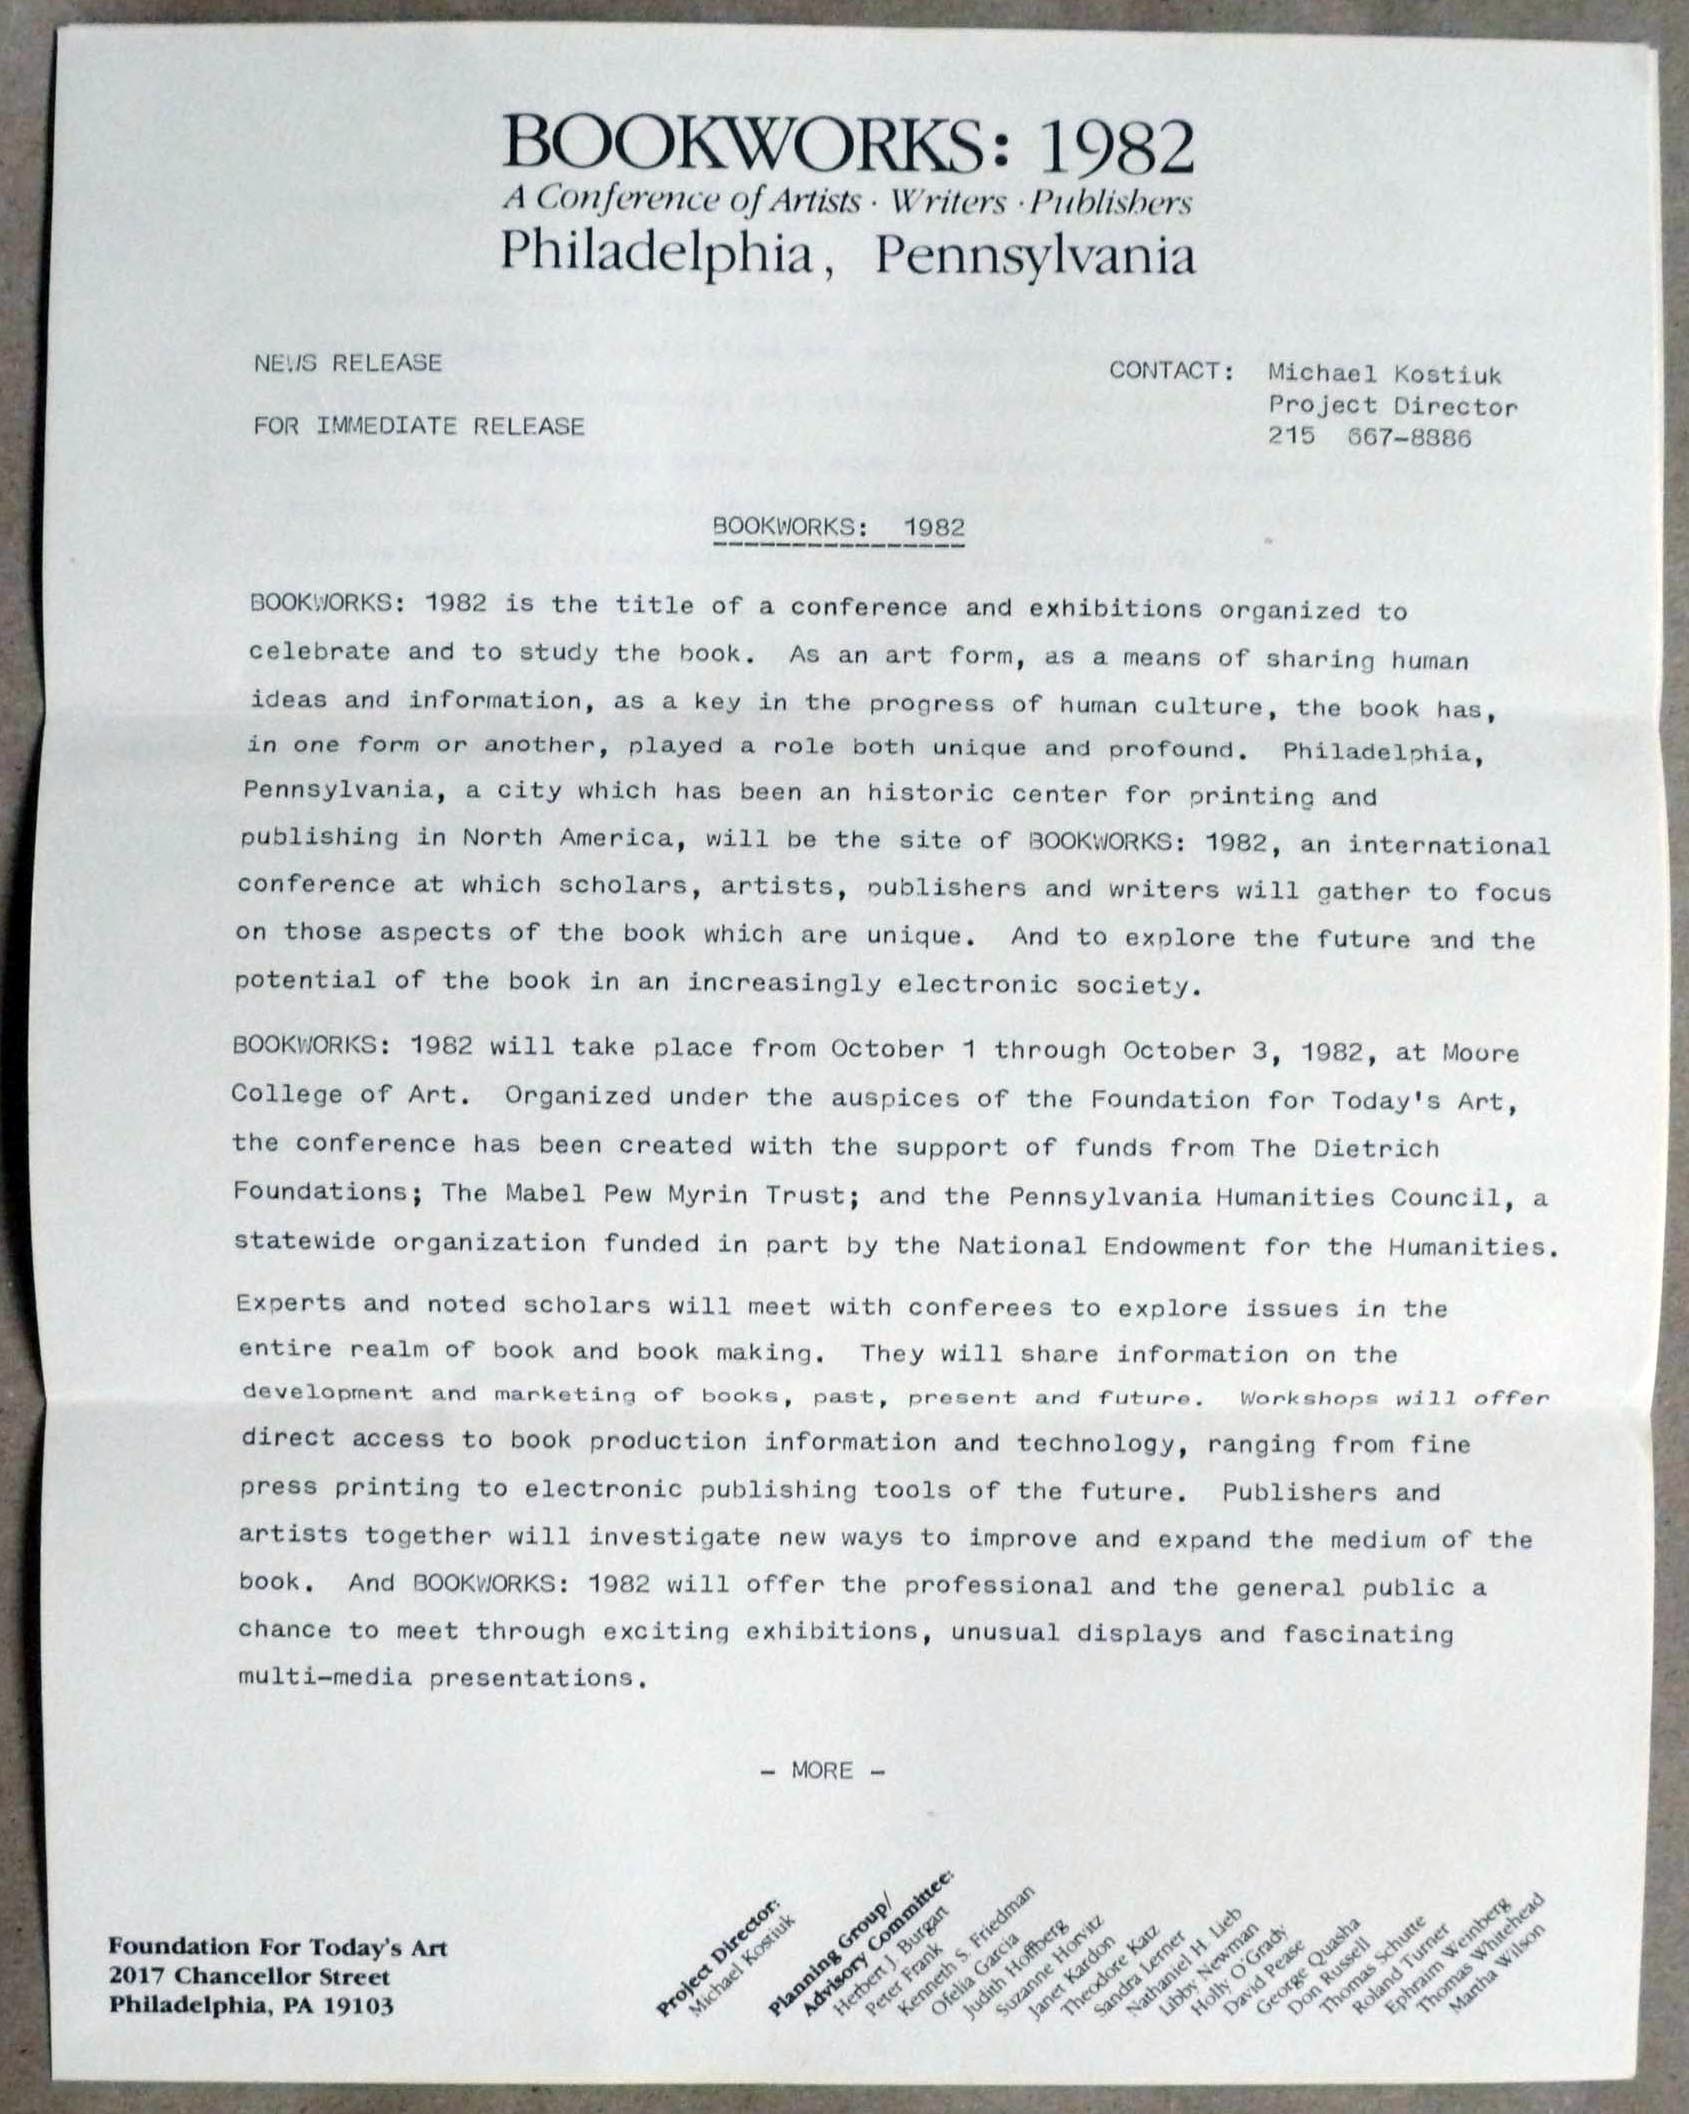 BOOKWORKS: 1982
A Conference of Artists · Writers · Publishers
Philadelphia, Pennsylvania
NEWS RELEASE
FOR IMMEDIATE RELEASE
CONTACT: Michael Kostiuk
Project Director
215 667-8886
BOOKWORKS: 1982
BOOKWORKS: 1982 is the title of a conference and exhibitions organized to
celebrate and to study the book. As an art form, as a means of sharing human
ideas and information, as a key in the progress of human culture, the book has,
in one form or another, played a role both unique and profound. Philadelphia,
Pennsylvania, a city which has been an historic center for printing and
publishing in North America, will be the site of BOOKWORKS: 1982, an international
conference at which scholars, artists, publishers and writers will gather to focus
on those aspects of the book which are unique. And to explore the future and the
potential of the book in an increasingly electronic society.
BOOKWORKS: 1982 will take place from October 1 through October 3, 1982, at Moore
College of Art. Organized under the auspices of the Foundation for Today's Art,
the conference has been created with the support of funds from The Dietrich
Foundations; The Mabel Pew Myrin Trust; and the Pennsylvania Humanities Council, a
statewide organization funded in part by the National Endowment for the Humanities.
Experts and noted scholars will meet with conferees to explore issues in the
entire realm of book and book making. They will share information on the
development and marketing of books, past, present and future. Workshops will offer
direct access to book production information and technology, ranging from fine
press printing to electronic publishing tools of the future. Publishers and
artists together will investigate new ways to improve and expand the medium of the
book. And BOOKWORKS: 1982 will offer the professional and the general public a
chance to meet through exciting exhibitions, unusual displays and fascinating
multi-media presentations.
- MORE -
Foundation For Today's Art
2017 Chancellor Street
Philadelphia, PA 19103
Project Director:
Michael Kostiuk
Planning Group/
Advisory Committee:
Herbert J. Burgart
Peter Frank
Kenneth S. Friedman
Ofelia Garcia
Judith Hoffberg
Suzanne Horvitz
Janet Kardon
Theodore Katz
Sandra Lerner
Nathaniel H. Lieb
Libby Newman
Holly O'Grady
David Pease
George Quasha
Don Russell
Thomas Schutte
Roland Turner
Ephraim Weinberg
Thomas Whitehead
Martha Wilson